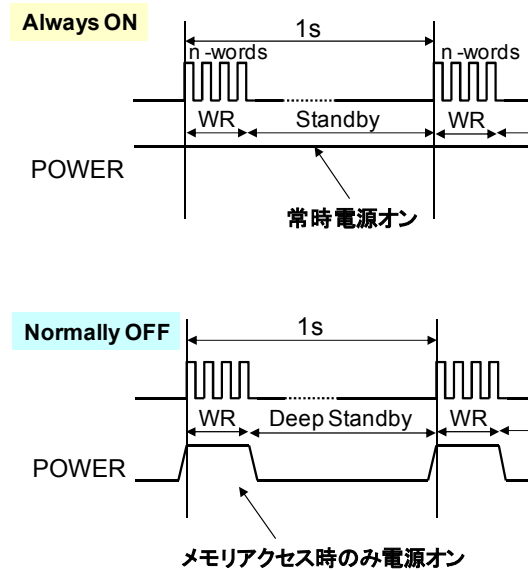 Always ON
1s
n -words
n -words
WR
Standby
WR
POWER
常時電源オン
Normally OFF
1s
WR
Deep Standby
WR
POWER
メモリアクセス時のみ電源オン